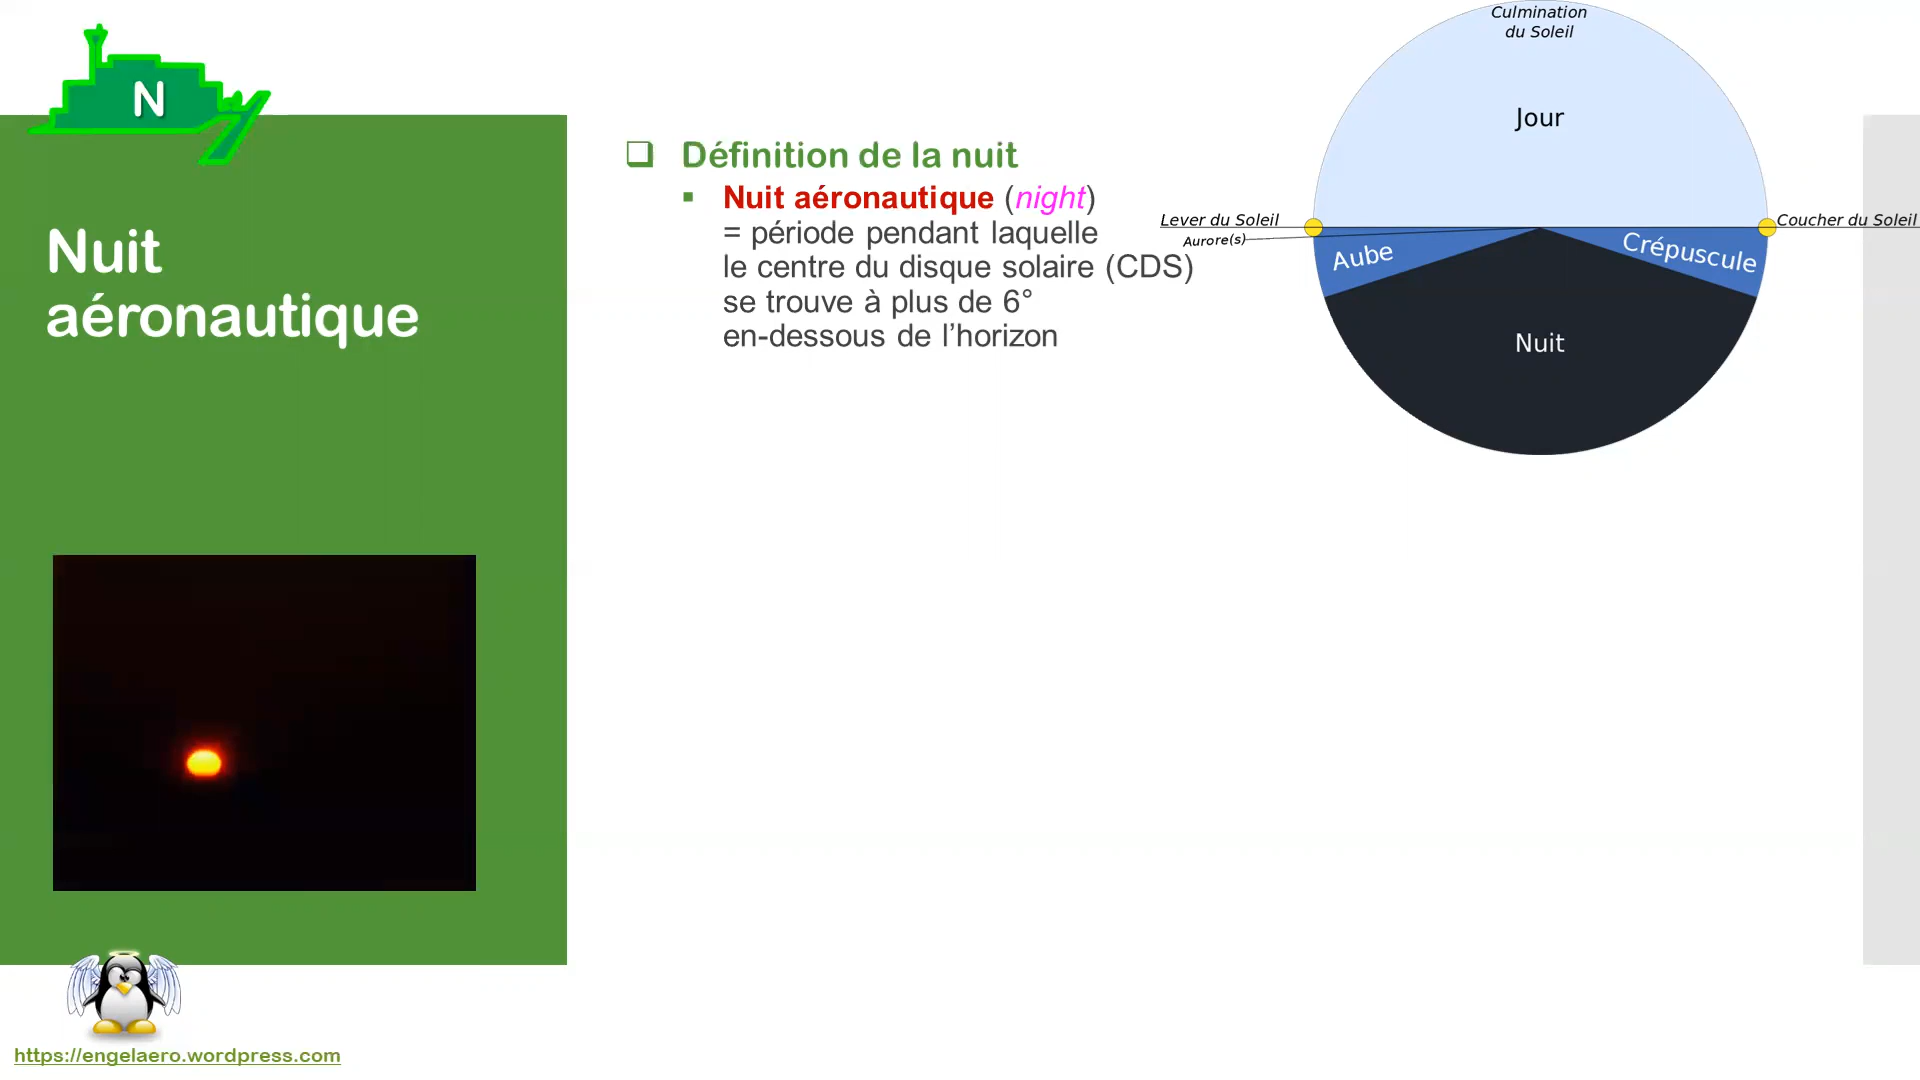 N
Nuit
aéronautique
Définition de la nuit
Nuit aéronautique (night)
= période pendant laquelle
le centre du disque solaire (CDS)
se trouve à plus de 6°
en-dessous de l’horizon
Culmination
du Soleil
Jour
Lever du Soleil
Coucher du Soleil
Aurore(s)
Aube
Crépuscule
Nuit
https://engelaero.wordpress.com